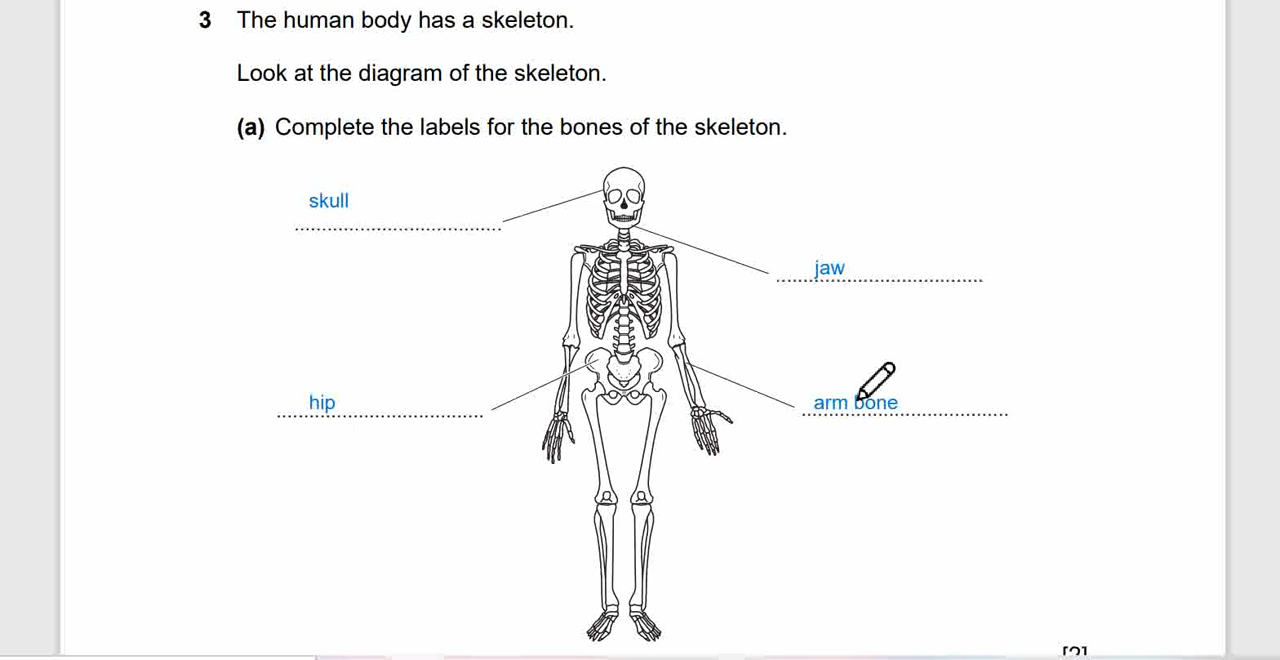 3 The human body has a skeleton.
Look at the diagram of the skeleton.
(a) Complete the labels for the bones of the skeleton.
skull
jaw
hip
arm bone
[2]